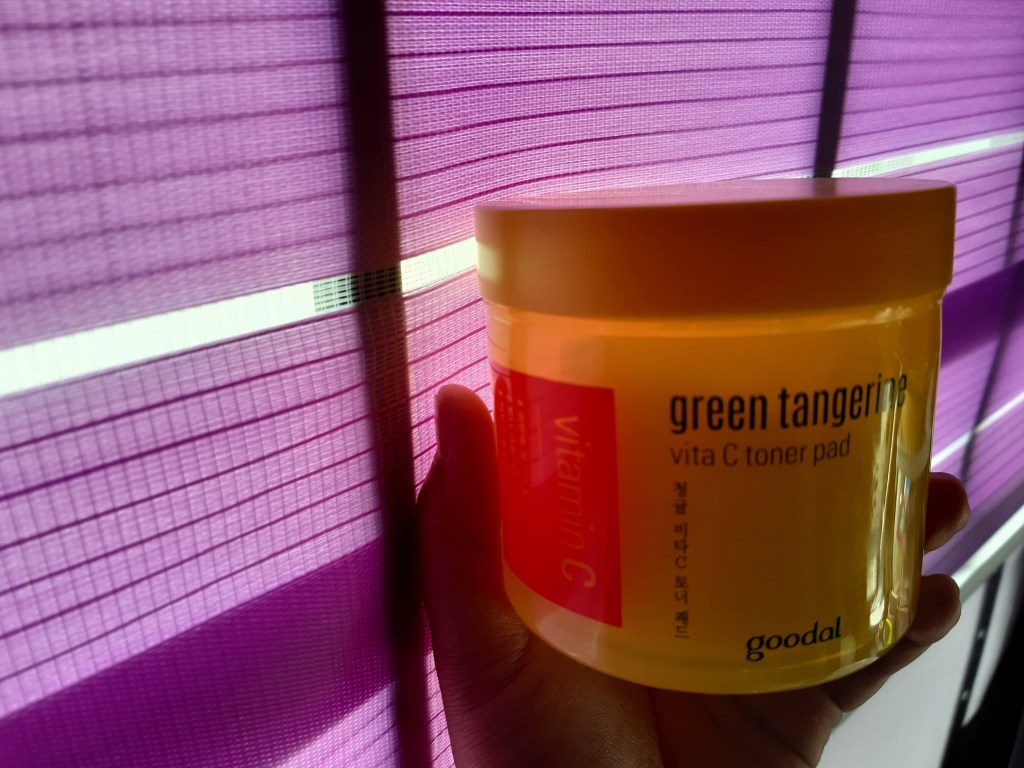 vitamin C
green tangerine
vita C toner pad
청귤 비타C 토너 패드
goodal